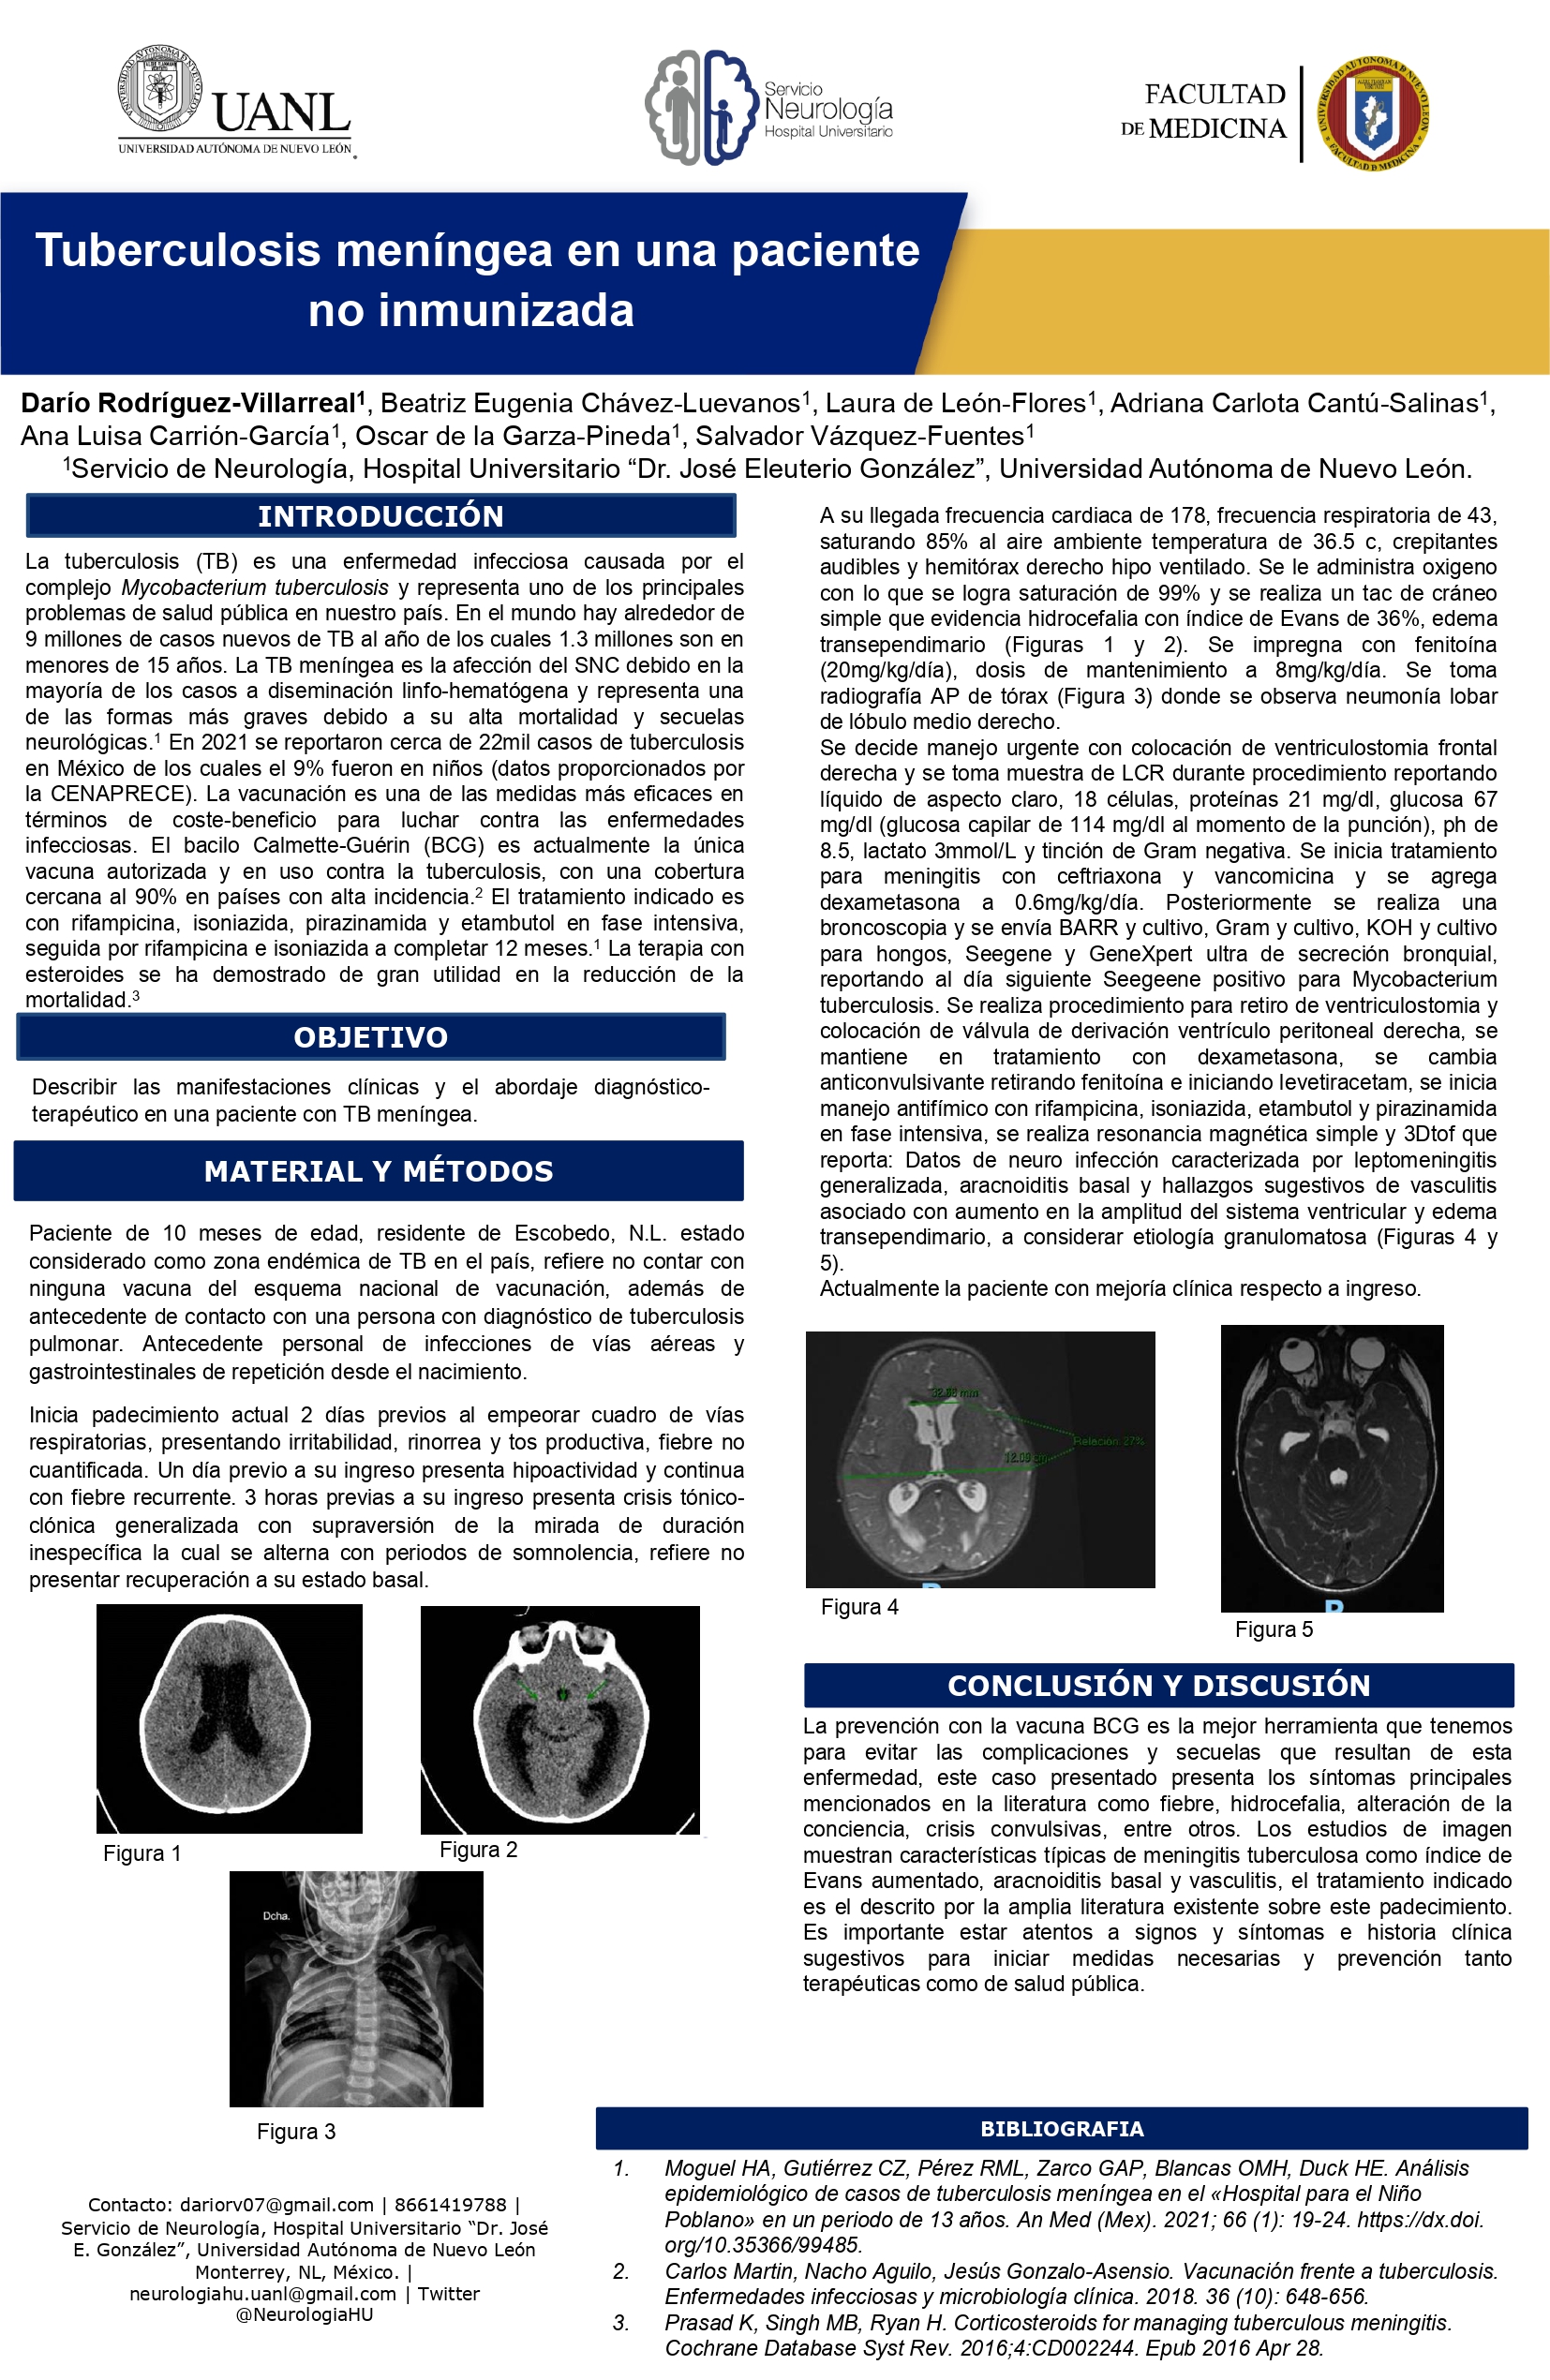 UANL
UNIVERSIDAD AUTÓNOMA DE NUEVO LEÓN
Servicio
Neurología
Hospital Universitario
FACULTAD
DE MEDICINA
Tuberculosis meníngea en una paciente
no inmunizada
Darío Rodríguez-Villarreal¹, Beatriz Eugenia Chávez-Luevanos¹, Laura de León-Flores¹, Adriana Carlota Cantú-Salinas¹,
Ana Luisa Carrión-García¹, Oscar de la Garza-Pineda¹, Salvador Vázquez-Fuentes¹
¹Servicio de Neurología, Hospital Universitario “Dr. José Eleuterio González”, Universidad Autónoma de Nuevo León.
INTRODUCCIÓN
La tuberculosis (TB) es una enfermedad infecciosa causada por el
complejo Mycobacterium tuberculosis y representa uno de los principales
problemas de salud pública en nuestro país. En el mundo hay alrededor de
9 millones de casos nuevos de TB al año de los cuales 1.3 millones son en
menores de 15 años. La TB meníngea es la afección del SNC debido en la
mayoría de los casos a diseminación linfo-hematógena y representa una
de las formas más graves debido a su alta mortalidad y secuelas
neurológicas.¹ En 2021 se reportaron cerca de 22mil casos de tuberculosis
en México de los cuales el 9% fueron en niños (datos proporcionados por
la CENAPRECE). La vacunación es una de las medidas más eficaces en
términos de coste-beneficio para luchar contra las enfermedades
infecciosas. El bacilo Calmette-Guérin (BCG) es actualmente la única
vacuna autorizada y en uso contra la tuberculosis, con una cobertura
cercana al 90% en países con alta incidencia.² El tratamiento indicado es
con rifampicina, isoniazida, pirazinamida y etambutol en fase intensiva,
seguida por rifampicina e isoniazida a completar 12 meses.¹ La terapia con
esteroides se ha demostrado de gran utilidad en la reducción de la
mortalidad.³
OBJETIVO
Describir las manifestaciones clínicas y el abordaje diagnóstico-
terapéutico en una paciente con TB meníngea.
MATERIAL Y MÉTODOS
Paciente de 10 meses de edad, residente de Escobedo, N.L. estado
considerado como zona endémica de TB en el país, refiere no contar con
ninguna vacuna del esquema nacional de vacunación, además de
antecedente de contacto con una persona con diagnóstico de tuberculosis
pulmonar. Antecedente personal de infecciones de vías aéreas y
gastrointestinales de repetición desde el nacimiento.
Inicia padecimiento actual 2 días previos al empeorar cuadro de vías
respiratorias, presentando irritabilidad, rinorrea y tos productiva, fiebre no
cuantificada. Un día previo a su ingreso presenta hipoactividad y continua
con fiebre recurrente. 3 horas previas a su ingreso presenta crisis tónico-
clónica generalizada con supraversión de la mirada de duración
inespecífica la cual se alterna con periodos de somnolencia, refiere no
presentar recuperación a su estado basal.
Figura 1
Figura 2
Dcha.
Figura 3
Contacto: dariorv07@gmail.com | 8661419788 |
Servicio de Neurología, Hospital Universitario “Dr. José
E. González”, Universidad Autónoma de Nuevo León
Monterrey, NL, México. |
neurologiahu.uanl@gmail.com | Twitter
@NeurologiaHU
A su llegada frecuencia cardiaca de 178, frecuencia respiratoria de 43,
saturando 85% al aire ambiente temperatura de 36.5 c, crepitantes
audibles y hemitórax derecho hipo ventilado. Se le administra oxigeno
con lo que se logra saturación de 99% y se realiza un tac de cráneo
simple que evidencia hidrocefalia con índice de Evans de 36%, edema
transependimario (Figuras 1 y 2). Se impregna con fenitoína
(20mg/kg/día), dosis de mantenimiento a 8mg/kg/día. Se toma
radiografía AP de tórax (Figura 3) donde se observa neumonía lobar
de lóbulo medio derecho.
Se decide manejo urgente con colocación de ventriculostomia frontal
derecha y se toma muestra de LCR durante procedimiento reportando
líquido de aspecto claro, 18 células, proteínas 21 mg/dl, glucosa 67
mg/dl (glucosa capilar de 114 mg/dl al momento de la punción), ph de
8.5, lactato 3mmol/L y tinción de Gram negativa. Se inicia tratamiento
para meningitis con ceftriaxona y vancomicina y se agrega
dexametasona a 0.6mg/kg/día. Posteriormente se realiza una
broncoscopia y se envía BARR y cultivo, Gram y cultivo, KOH y cultivo
para hongos, Seegene y GeneXpert ultra de secreción bronquial,
reportando al día siguiente Seegeene positivo para Mycobacterium
tuberculosis. Se realiza procedimiento para retiro de ventriculostomia y
colocación de válvula de derivación ventrículo peritoneal derecha, se
mantiene en tratamiento con dexametasona, se cambia
anticonvulsivante retirando fenitoína e iniciando levetiracetam, se inicia
manejo antifímico con rifampicina, isoniazida, etambutol y pirazinamida
en fase intensiva, se realiza resonancia magnética simple y 3Dtof que
reporta: Datos de neuro infección caracterizada por leptomeningitis
generalizada, aracnoiditis basal y hallazgos sugestivos de vasculitis
asociado con aumento en la amplitud del sistema ventricular y edema
transependimario, a considerar etiología granulomatosa (Figuras 4 y
5).
Actualmente la paciente con mejoría clínica respecto a ingreso.
Relación 27%
Figura 4
Figura 5
CONCLUSIÓN Y DISCUSIÓN
La prevención con la vacuna BCG es la mejor herramienta que tenemos
para evitar las complicaciones y secuelas que resultan de esta
enfermedad, este caso presentado presenta los síntomas principales
mencionados en la literatura como fiebre, hidrocefalia, alteración de la
conciencia, crisis convulsivas, entre otros. Los estudios de imagen
muestran características típicas de meningitis tuberculosa como índice de
Evans aumentado, aracnoiditis basal y vasculitis, el tratamiento indicado
es el descrito por la amplia literatura existente sobre este padecimiento.
Es importante estar atentos a signos y síntomas e historia clínica
sugestivos para iniciar medidas necesarias y prevención tanto
terapéuticas como de salud pública.
BIBLIOGRAFIA
1. Moguel HA, Gutiérrez CZ, Pérez RML, Zarco GAP, Blancas OMH, Duck HE. Análisis
epidemiológico de casos de tuberculosis meníngea en el «Hospital para el Niño
Poblano» en un periodo de 13 años. An Med (Mex). 2021; 66 (1): 19-24. https://dx.doi.
org/10.35366/99485.
2. Carlos Martin, Nacho Aguilo, Jesús Gonzalo-Asensio. Vacunación frente a tuberculosis.
Enfermedades infecciosas y microbiología clínica. 2018. 36 (10): 648-656.
3. Prasad K, Singh MB, Ryan H. Corticosteroids for managing tuberculous meningitis.
Cochrane Database Syst Rev. 2016;4:CD002244. Epub 2016 Apr 28.